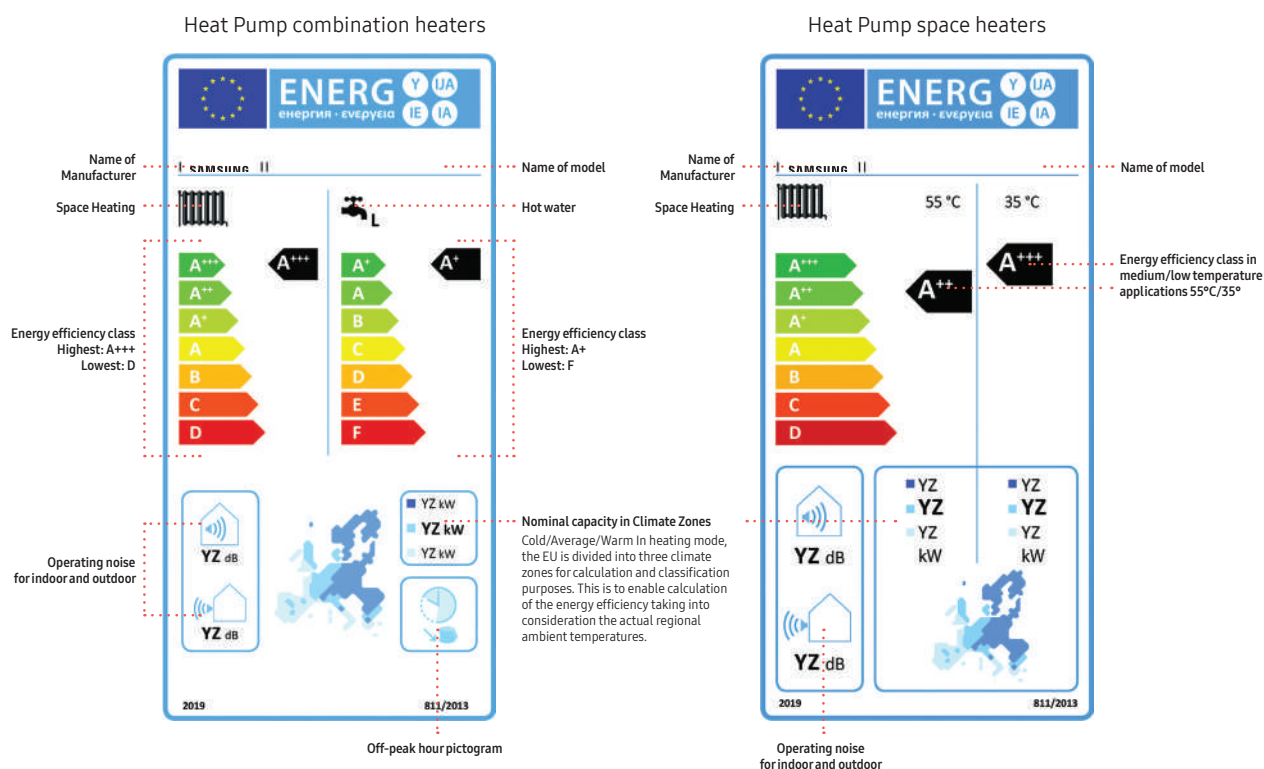 Heat Pump combination heaters
ENERG Y IJA IE IA
енергия · ενεργεια
Name of
Manufacturer
SAMSUNG
Name of model
Space Heating
Hot water
L
A+++
A++
A+
A
B
C
D
A+++
A+
A
B
C
D
E
F
A+
Energy efficiency class
Highest: A+++
Lowest: D
Energy efficiency class
Highest: A+
Lowest: F
Operating noise
for indoor and outdoor
YZ dB
YZ dB
YZ kW
YZ kW
YZ kW
Nominal capacity in Climate Zones
Cold/Average/Warm In heating mode,
the EU is divided into three climate
zones for calculation and classification
purposes. This is to enable calculation
of the energy efficiency taking into
consideration the actual regional
ambient temperatures.
2019
811/2013
Off-peak hour pictogram
Heat Pump space heaters
ENERG Y IJA IE IA
енергия · ενεργεια
Name of
Manufacturer
SAMSUNG
Name of model
Space Heating
55 °C
35 °C
A+++
A++
A+
A
B
C
D
A++
A+++
Energy efficiency class in
medium/low temperature
applications 55°C/35°
YZ dB
YZ dB
YZ
YZ
YZ
kW
YZ
YZ
YZ
kW
2019
811/2013
Operating noise
for indoor and outdoor